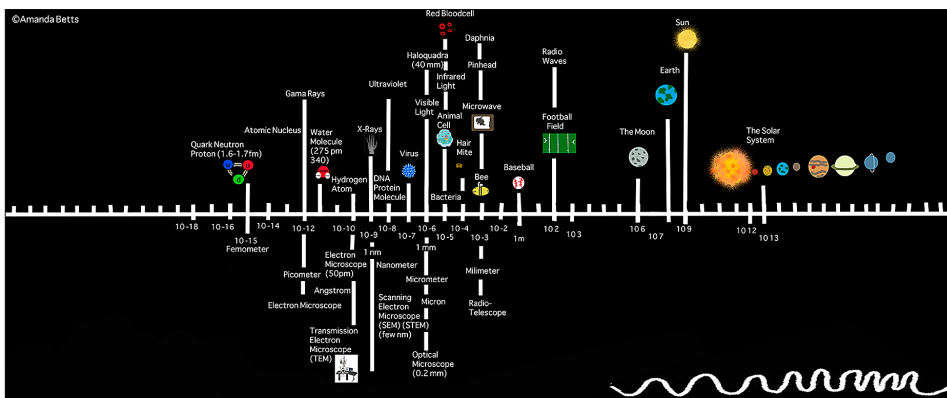 ©Amanda Betts
Red Bloodcell
Sun
Daphnia
Haloquadra
(40 mm)
Pinhead
Radio
Waves
Earth
Infrared
Light
Ultraviolet
Gama Rays
Visible
Light
Microwave
Animal
Cell
Football
Field
Atomic Nucleus
X-Rays
Water
Molecule
(275 pm
340)
The Moon
The Solar
System
Quark Neutron
Proton (1.6-1.7fm)
Hair
Mite
Virus
Baseball
Hydrogen
Atom
DNA
Protein
Molecule
Bee
Bacteria
10-18
10-16
10-15
10-14
10-12
10-10
10-9
10-8
10-7
10-6
10-5
10-4
10-3
10-2
1m
10 2
10 3
10 6
10 7
10 9
10 12
10 13
Femometer
1 nm
1 mm
Electron
Microscope
(50pm)
Nanometer
Picometer
Micrometer
Milimeter
Angstrom
Electron Microscope
Scanning
Electron
Microscope
(SEM) (STEM)
(few nm)
Micron
Radio-
Telescope
Transmission
Electron
Microscope
(TEM)
Optical
Microscope
(0.2 mm)